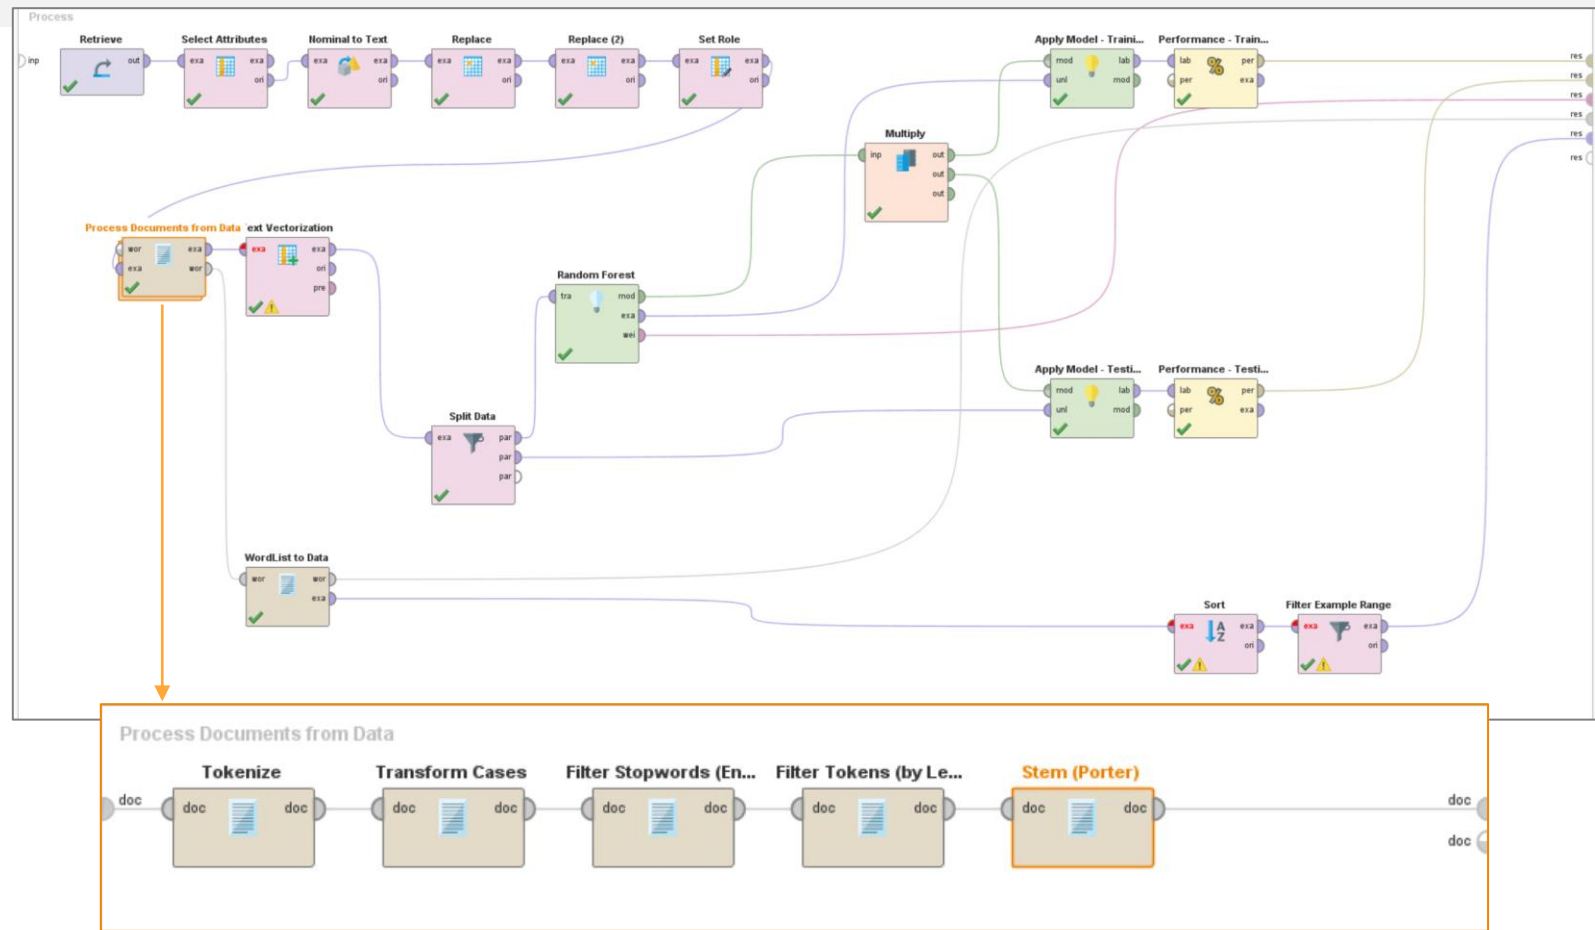 Process
Retrieve
Select Attributes
Nominal to Text
Replace
Replace (2)
Set Role
Apply Model - Traini...
Performance - Train...
inp
out
exa exa
ori
exa exa
ori
exa exa
ori
exa exa
ori
exa exa
ori
mod lab
unl mod
lab per
per exa
res
res
res
res
res
res
Multiply
inp out
out
out
Process Documents from Data
ext Vectorization
wor exa
exa wor
exa exa
ori
pre
Random Forest
tra mod
exa
wei
Apply Model - Testi...
Performance - Testi...
mod lab
unl mod
lab per
per exa
Split Data
exa par
par
par
WordList to Data
wor wor
exa
Sort
Filter Example Range
exa exa
ori
A
Z
exa exa
ori
Process Documents from Data
Tokenize
Transform Cases
Filter Stopwords (En...
Filter Tokens (by Le...
Stem (Porter)
doc
doc doc
doc doc
doc doc
doc doc
doc doc
doc
doc